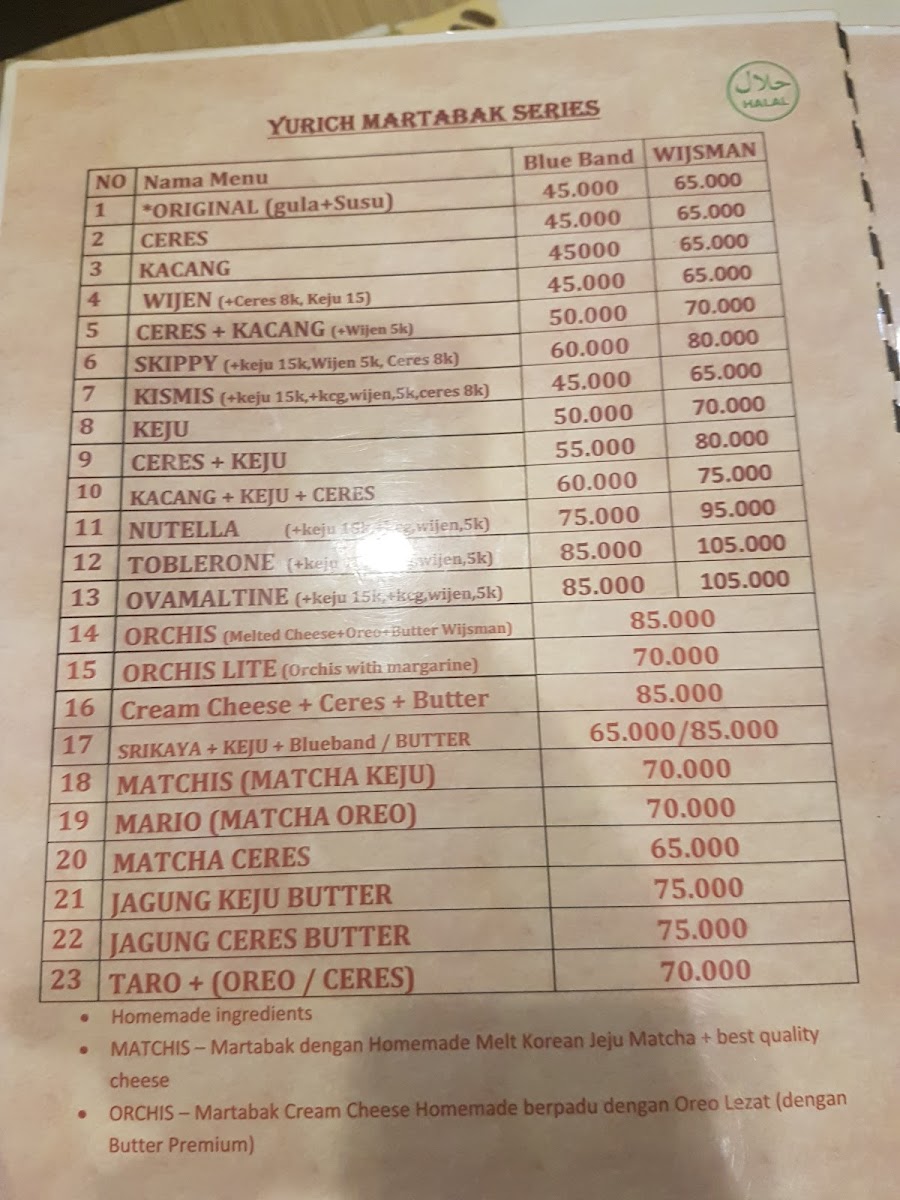 حلال
HALAL
YURICH MARTABAK SERIES
NO Nama Menu Blue Band WIJSMAN
1 *ORIGINAL (gula+Susu) 45.000 65.000
2 CERES 45.000 65.000
3 KACANG 45000 65.000
4 WIJEN (+Ceres 8k, Keju 15) 45.000 65.000
5 CERES + KACANG (+Wijen 5k) 50.000 70.000
6 SKIPPY (+keju 15k,Wijen 5k, Ceres 8k) 60.000 80.000
7 KISMIS (+keju 15k,+kcg,wijen,5k,ceres 8k) 45.000 65.000
8 KEJU 50.000 70.000
9 CERES + KEJU 55.000 80.000
10 KACANG + KEJU + CERES 60.000 75.000
11 NUTELLA (+keju 15k,+kcg,wijen,5k) 75.000 95.000
12 TOBLERONE (+keju wijen,5k) 85.000 105.000
13 OVAMALTINE (+keju 15k,+kcg,wijen,5k) 85.000 105.000
14 ORCHIS (Melted Cheese+Oreo+Butter Wijsman) 85.000
15 ORCHIS LITE (Orchis with margarine) 70.000
16 Cream Cheese + Ceres + Butter 85.000
17 SRIKAYA + KEJU + Blueband / BUTTER 65.000/85.000
18 MATCHIS (MATCHA KEJU) 70.000
19 MARIO (MATCHA OREO) 70.000
20 MATCHA CERES 65.000
21 JAGUNG KEJU BUTTER 75.000
22 JAGUNG CERES BUTTER 75.000
23 TARO + (OREO / CERES) 70.000
• Homemade ingredients
• MATCHIS – Martabak dengan Homemade Melt Korean Jeju Matcha + best quality
cheese
• ORCHIS – Martabak Cream Cheese Homemade berpadu dengan Oreo Lezat (dengan
Butter Premium)